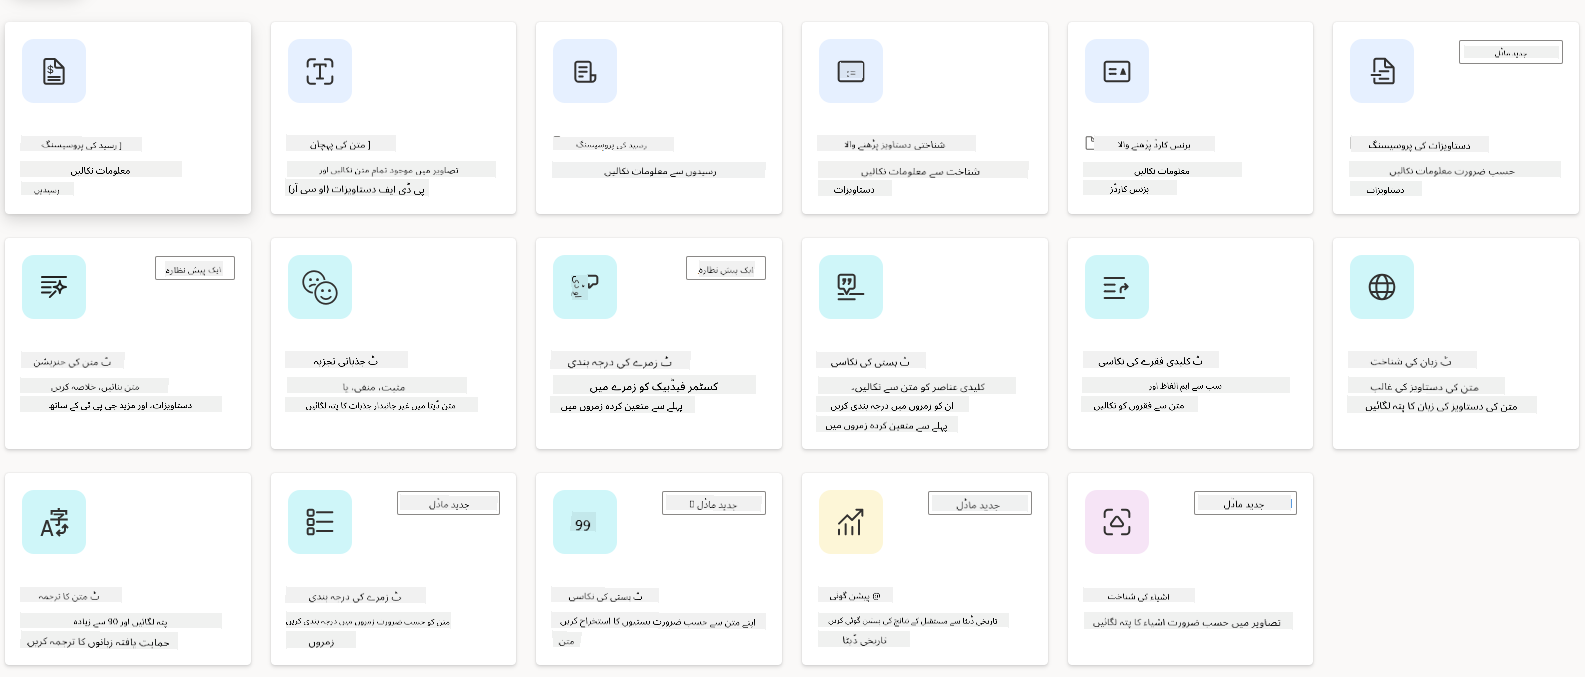 رسید کی پروسیسنگ
معلومات نکالیں
رسیدیں
متن کی پہچان
تصاویر میں موجود تمام متن نکالیں اور
پی ڈی ایف دستاویزات (او سی آر)
رسید کی پروسیسنگ
رسیدوں سے معلومات نکالیں
شناختی دستاویز پڑھنے والا
شناخت سے معلومات نکالیں
دستاویزات
بزنس کارڈ پڑھنے والا
معلومات نکالیں
بزنس کارڈز
جدید ماڈل
دستاویزات کی پروسیسنگ
حسب ضرورت معلومات نکالیں
دستاویزات
ایک پیش نظارہ
متن کی جنریشن
متن بنائیں، خلاصہ کریں
دستاویزات، اور مزید جی پی ٹی کے ساتھ
جذباتی تجزیہ
مثبت، منفی، یا
متن ڈیٹا میں غیر جانبدار جذبات کا پتہ لگائیں
ایک پیش نظارہ
زمرے کی درجہ بندی
کسٹمر فیڈبیک کو زمرے میں
پہلے سے متعین کردہ زمروں میں
ہستی کی نکاسی
کلیدی عناصر کو متن سے نکالیں،
ان کو زمروں میں درجہ بندی کریں
پہلے سے متعین کردہ زمروں میں
کلیدی فقرے کی نکاسی
سب سے اہم الفاظ اور
متن سے فقروں کو نکالیں
زبان کی شناخت
متن کی دستاویز کی غالب
متن کی دستاویز کی زبان کا پتہ لگائیں
متن کا ترجمہ
پتہ لگائیں اور 90 سے زیادہ
حمایت یافتہ زبانوں کا ترجمہ کریں
جدید ماڈل
زمرے کی درجہ بندی
متن کو حسب ضرورت زمروں میں درجہ بندی کریں
زمروں
جدید ماڈل
99
ہستی کی نکاسی
اپنے متن سے حسب ضرورت ہستیوں کا استخراج کریں
متن
جدید ماڈل
@ پیشن گوئی
تاریخی ڈیٹا سے مستقبل کے نتائج کی پیشن گوئی کریں
تاریخی ڈیٹا
جدید ماڈل
اشیاء کی شناخت
تصاویر میں حسب ضرورت اشیاء کا پتہ لگائیں